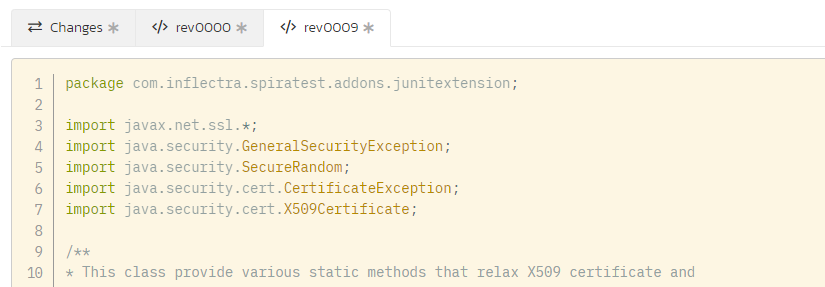 Changes * rev0000 * rev0009 *
1 package com.inflectra.spiratest.addons.junitextension;
2
3 import javax.net.ssl.*;
4 import java.security.GeneralSecurityException;
5 import java.security.SecureRandom;
6 import java.security.cert.CertificateException;
7 import java.security.cert.X509Certificate;
8
9 /**
10 * This class provide various static methods that relax X509 certificate and